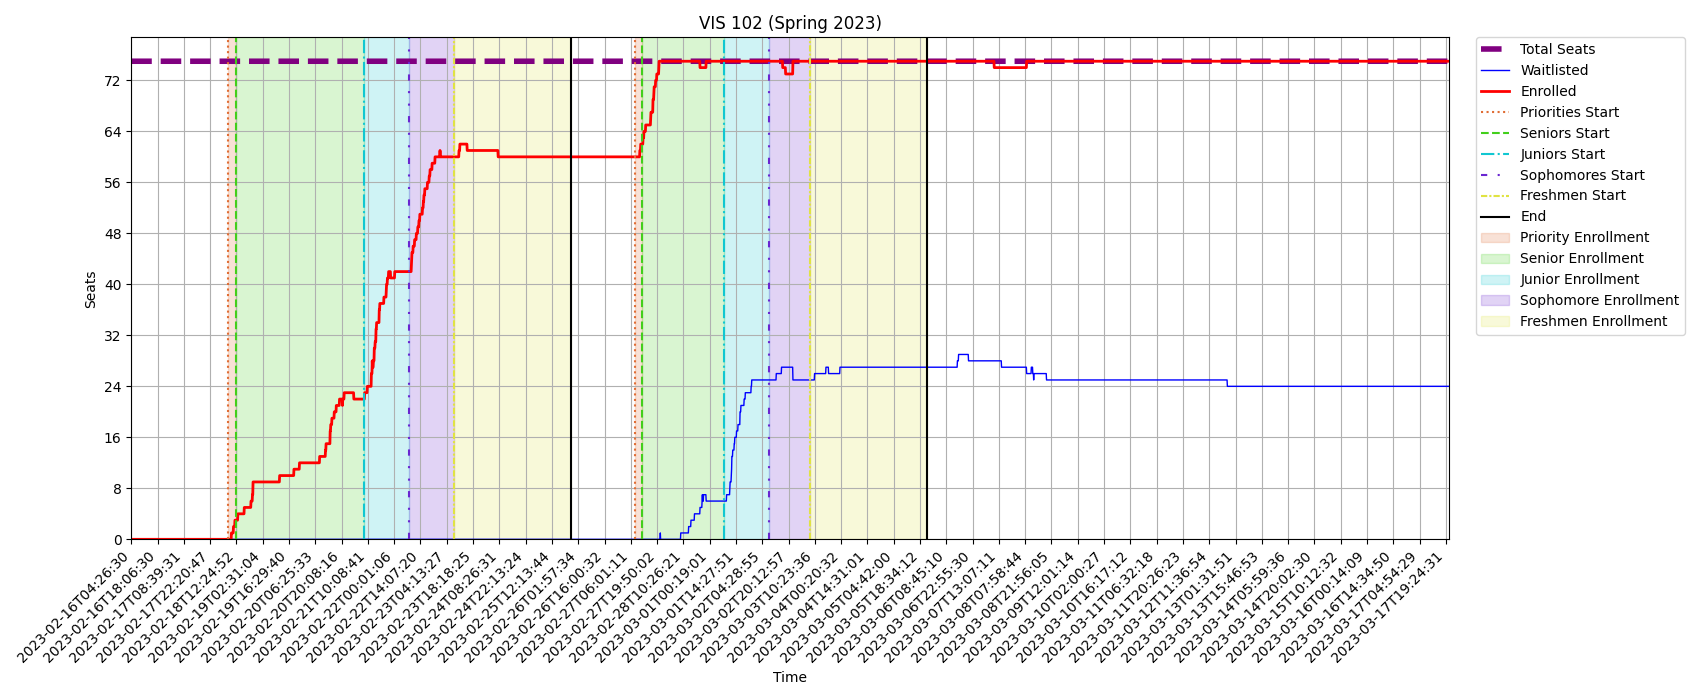 VIS 102 (Spring 2023)
Seats
72
64
56
48
40
32
24
16
8
0
2023-02-16T04:26:30
2023-02-16T18:06:30
2023-02-17T08:39:31
2023-02-17T22:20:47
2023-02-18T12:24:52
2023-02-19T02:31:04
2023-02-19T16:29:40
2023-02-20T06:25:33
2023-02-20T20:08:16
2023-02-21T10:08:41
2023-02-22T00:01:06
2023-02-22T14:07:20
2023-02-23T04:13:27
2023-02-23T18:18:25
2023-02-24T08:26:31
2023-02-24T22:13:24
2023-02-25T12:13:44
2023-02-26T01:57:34
2023-02-26T16:00:32
2023-02-27T06:01:11
2023-02-27T19:50:02
2023-02-28T10:26:21
2023-03-01T00:19:01
2023-03-01T14:27:51
2023-03-02T04:28:55
2023-03-02T20:12:57
2023-03-03T10:23:36
2023-03-04T00:20:32
2023-03-04T14:31:01
2023-03-05T04:42:00
2023-03-05T18:34:12
2023-03-06T08:45:10
2023-03-06T22:55:30
2023-03-07T13:07:11
2023-03-08T07:58:44
2023-03-08T21:56:05
2023-03-09T12:01:14
2023-03-10T02:00:27
2023-03-10T16:17:12
2023-03-11T06:32:18
2023-03-11T20:26:23
2023-03-12T11:36:54
2023-03-13T01:31:51
2023-03-13T15:46:53
2023-03-14T05:59:36
2023-03-14T20:02:30
2023-03-15T10:12:32
2023-03-16T00:14:09
2023-03-16T14:34:50
2023-03-17T04:54:29
2023-03-17T19:24:31
Time
Total Seats
Waitlisted
Enrolled
Priorities Start
Seniors Start
Juniors Start
Sophomores Start
Freshmen Start
End
Priority Enrollment
Senior Enrollment
Junior Enrollment
Sophomore Enrollment
Freshmen Enrollment